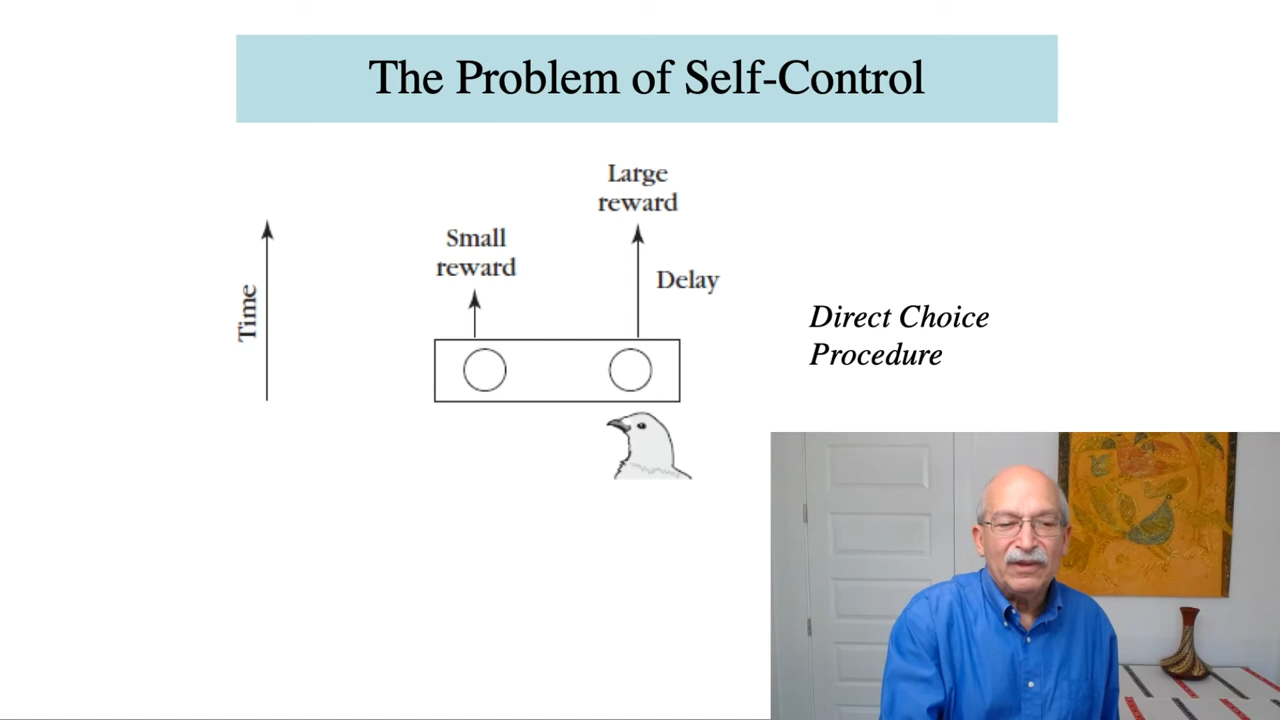 The Problem of Self-Control
Large
reward
Small
reward
Delay
Time
Direct Choice
Procedure